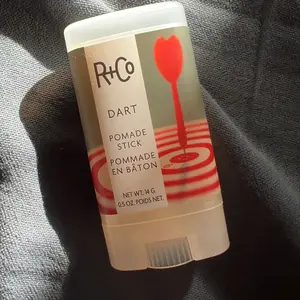 R+Co
DART
POMADE
STICK
POMMADE
EN BÂTON
NET WT. 14 G
0.5 OZ. POIDS NET.